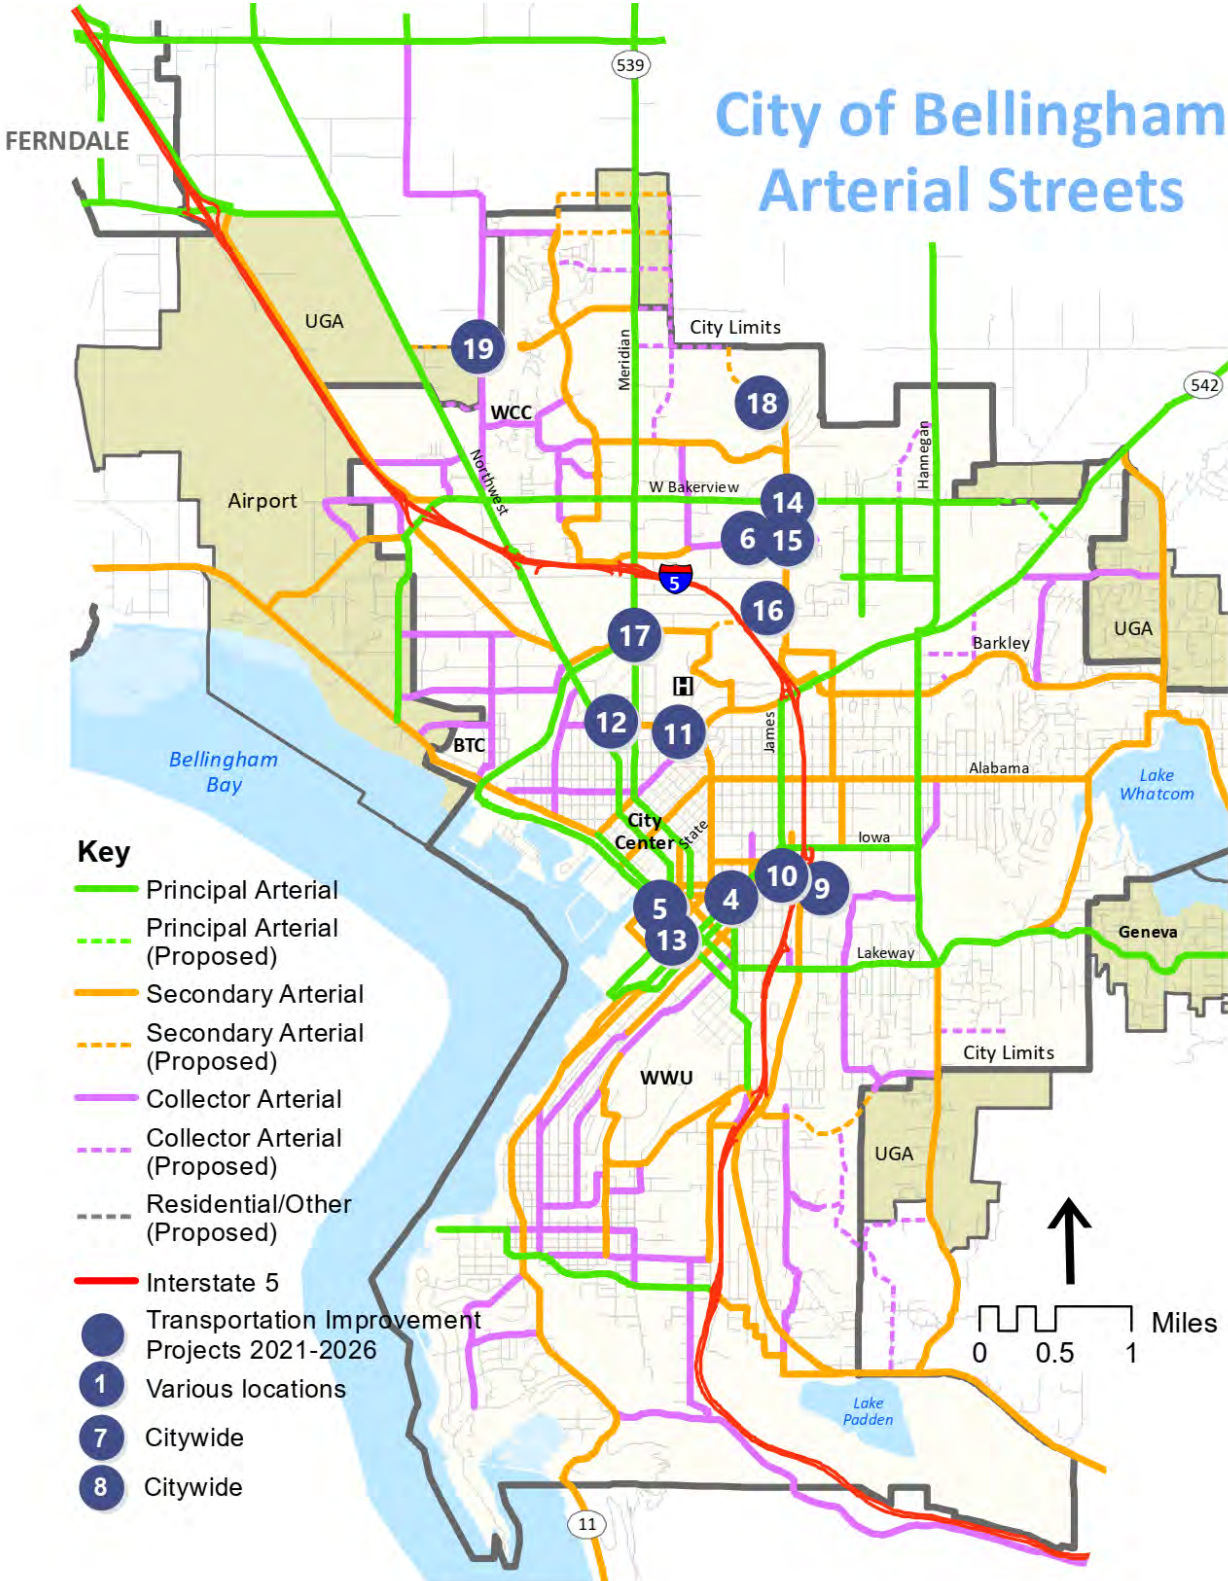 539
City of Bellingham
Arterial Streets
FERNDALE
UGA
City Limits
Meridian
19
542
18
WCC
Hannegan
Northwest
W Bakerview
Airport
14
6
15
5
16
17
UGA
Barkley
H
12
11
James
BTC
Bellingham
Bay
Alabama
Lake
Whatcom
City
Center
State
Iowa
Key
Principal Arterial
Principal Arterial
(Proposed)
Secondary Arterial
Secondary Arterial
(Proposed)
Collector Arterial
Collector Arterial
(Proposed)
Residential/Other
(Proposed)
Interstate 5
Transportation Improvement
Projects 2021-2026
1 Various locations
7 Citywide
8 Citywide
10
9
4
5
13
Geneva
Lakeway
City Limits
WWU
UGA
Miles
0 0.5 1
Lake
Padden
11